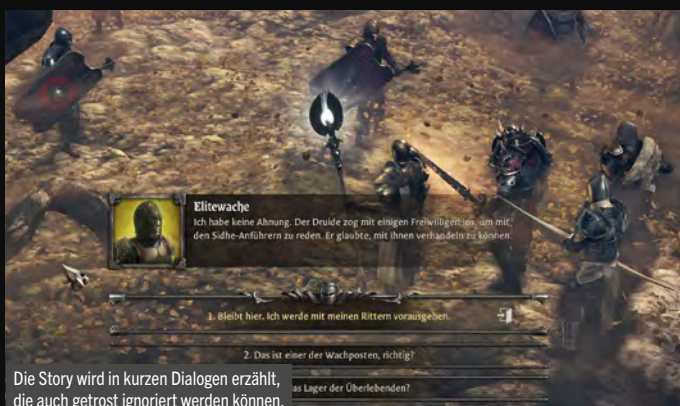 Elitewache
Ich habe keine Ahnung. Der Druide zog mit einigen Freiwilligen los, um mit
den Sidhe-Anführern zu reden. Er glaubte, mit ihnen verhandeln zu können.
1. Bleibt hier. Ich werde mit meinen Rittern vorausgehen.
2. Das ist einer der Wachposten, richtig?
Lager der Überlebenden?
Die Story wird in kurzen Dialogen erzählt,
die auch getrost ignoriert werden können.